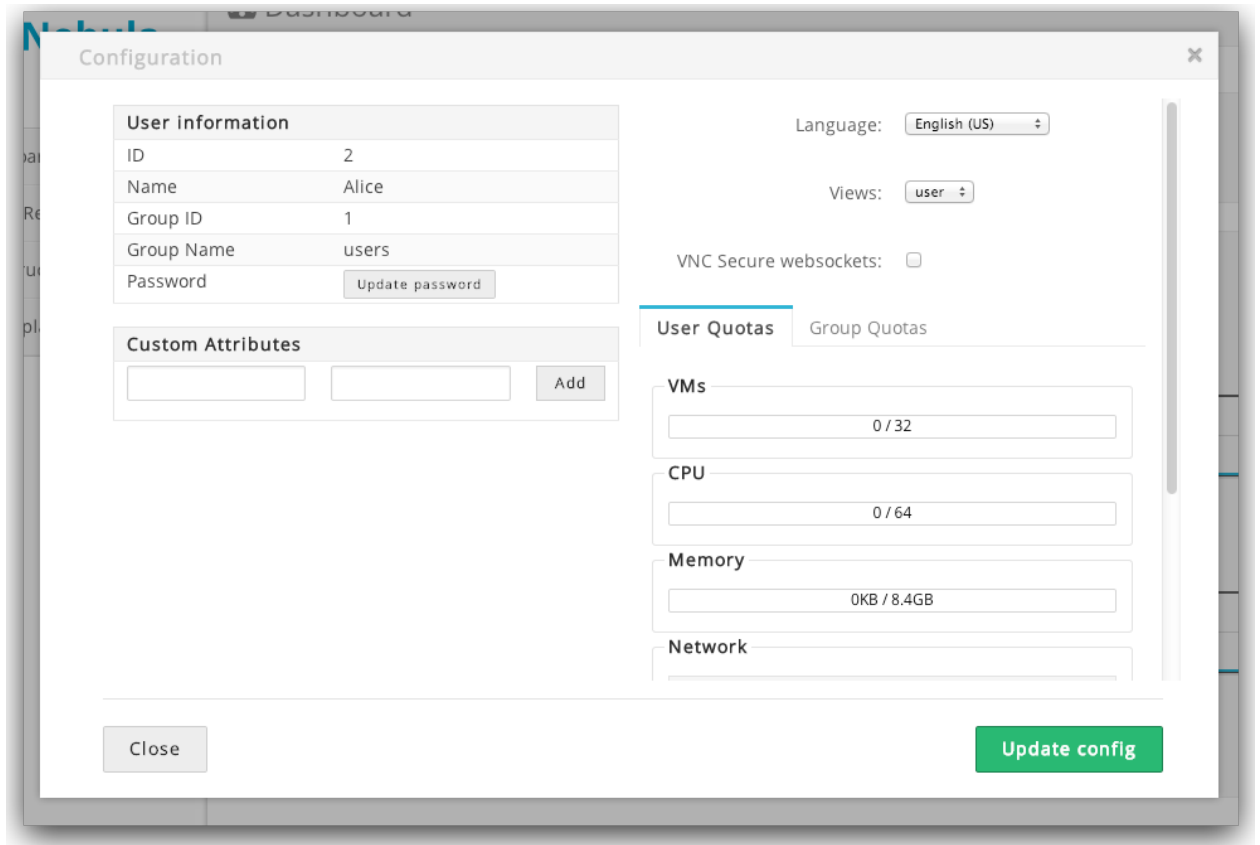 Dashboard
Configuration
×
User information
ID 2
Name Alice
Group ID 1
Group Name users
Password Update password
Custom Attributes
Add
Language: English (US)
Views: user
VNC Secure websockets:
User Quotas Group Quotas
VMs
0 / 32
CPU
0 / 64
Memory
0KB / 8.4GB
Network
Close
Update config